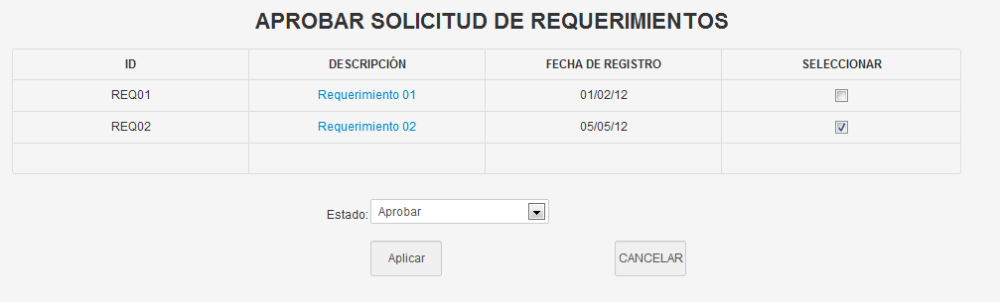 APROBAR SOLICITUD DE REQUERIMIENTOS
ID DESCRIPCIÓN FECHA DE REGISTRO SELECCIONAR
REQ01 Requerimiento 01 01/02/12
REQ02 Requerimiento 02 05/05/12
Estado: Aprobar
Aplicar CANCELAR